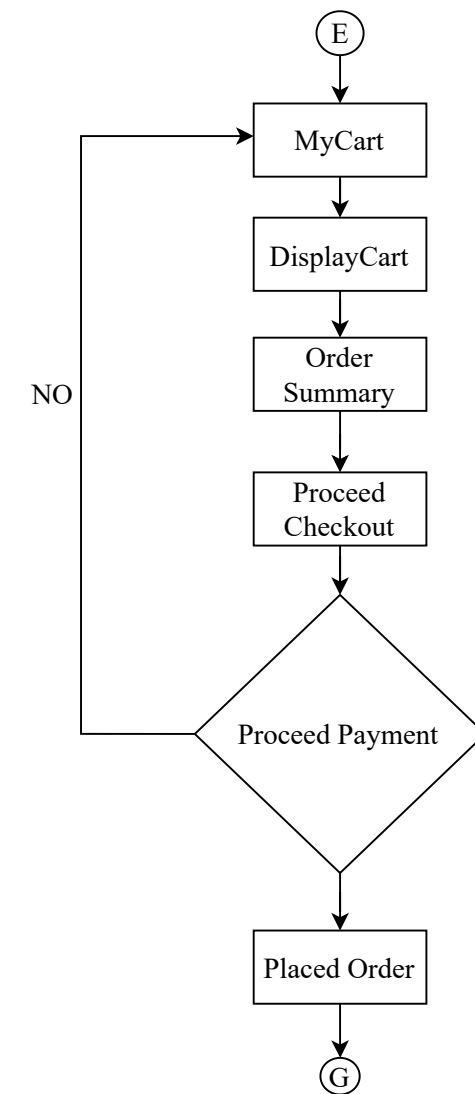 E
MyCart
DisplayCart
Order
Summary
NO
Proceed
Checkout
Proceed Payment
Placed Order
G